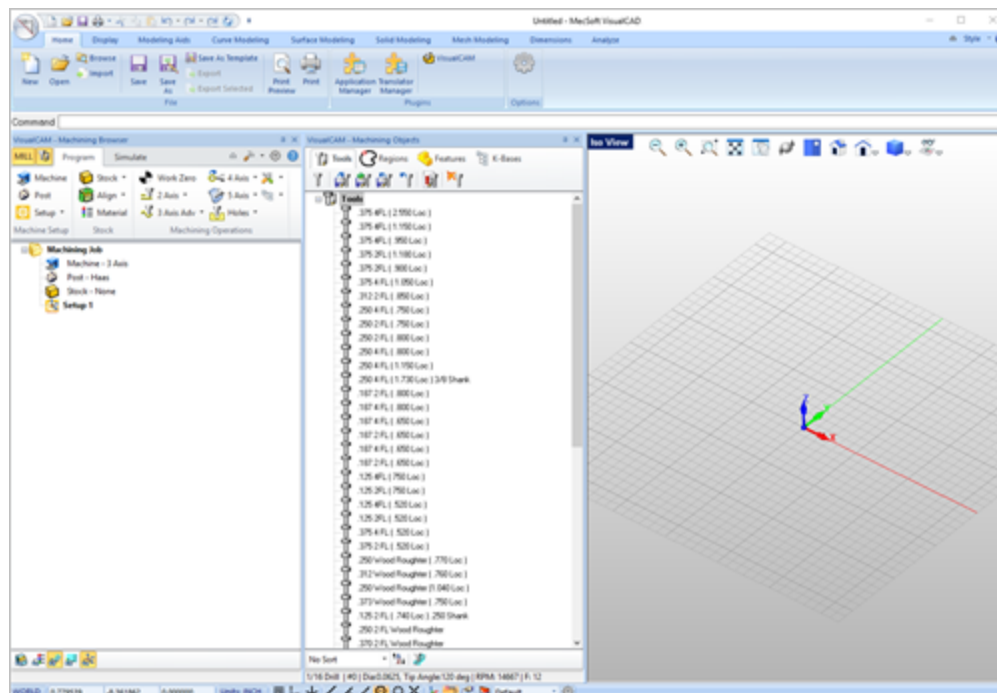 Untitled - MecSoft VisualCAD
Home Display Modeling Aids Curve Modeling Surface Modeling Solid Modeling Mesh Modeling Dimensions Analyze Style
New Open Browse Import Save Save As Save As Template Export Export Selected Print Preview Print Application Manager Translator Manager VisualCAM
File Plugins Options
Command
VisualCAM - Machining Browser
MILL Program Simulate
Machine Stock Work Zero 4 Axis
Post Align 2 Axis 5 Axis
Setup Material 3 Axis Adv Holes
Machine Setup Stock Machining Operations
Machining Job
Machine - 3 Axis
Post - Haas
Stock - None
Setup 1
VisualCAM - Machining Objects
Tools Regions Features K-Bases
Tools
.375 4FL ( 2.550 Loc )
.375 4FL ( 1.150 Loc )
.375 4FL ( .950 Loc )
.375 2FL ( 1.100 Loc )
.375 2FL ( .900 Loc )
.375 4 FL ( 1.050 Loc )
.312 2 FL ( .850 Loc )
.250 4 FL ( .750 Loc )
.250 2 FL ( .750 Loc )
.250 2 FL ( .800 Loc )
.250 4 FL ( .800 Loc )
.250 4 FL ( 1.150 Loc )
.250 4 FL ( 1.730 Loc ) 3/8 Shank
.187 2 FL ( .800 Loc )
.187 4 FL ( .800 Loc )
.187 4 FL ( .650 Loc )
.187 2 FL ( .650 Loc )
.187 4 FL ( .650 Loc )
.187 2 FL ( .650 Loc )
.125 4FL ( 750 Loc )
.125 2FL ( 750 Loc )
.125 4FL ( .520 Loc )
.125 2FL ( .520 Loc )
.375 4 FL ( .520 Loc )
.375 2 FL ( .520 Loc )
.250 Wood Roughter ( .770 Loc )
.312 Wood Roughter ( .760 Loc )
.250 Wood Roughter (1.040 Loc )
.373 Wood Roughter ( .750 Loc )
.125 2 FL ( .740 Loc ) .250 Shank
.250 2 FL Wood Roughter
.370 2 FL Wood Roughter
No Sort
1/16 Drill | #0 | Dia:0.0625, Tip Angle:120 deg | RPM: 14667 | F: 12
Iso View
Z
Y
X
WORLD 0.000000 Units: INCH Default